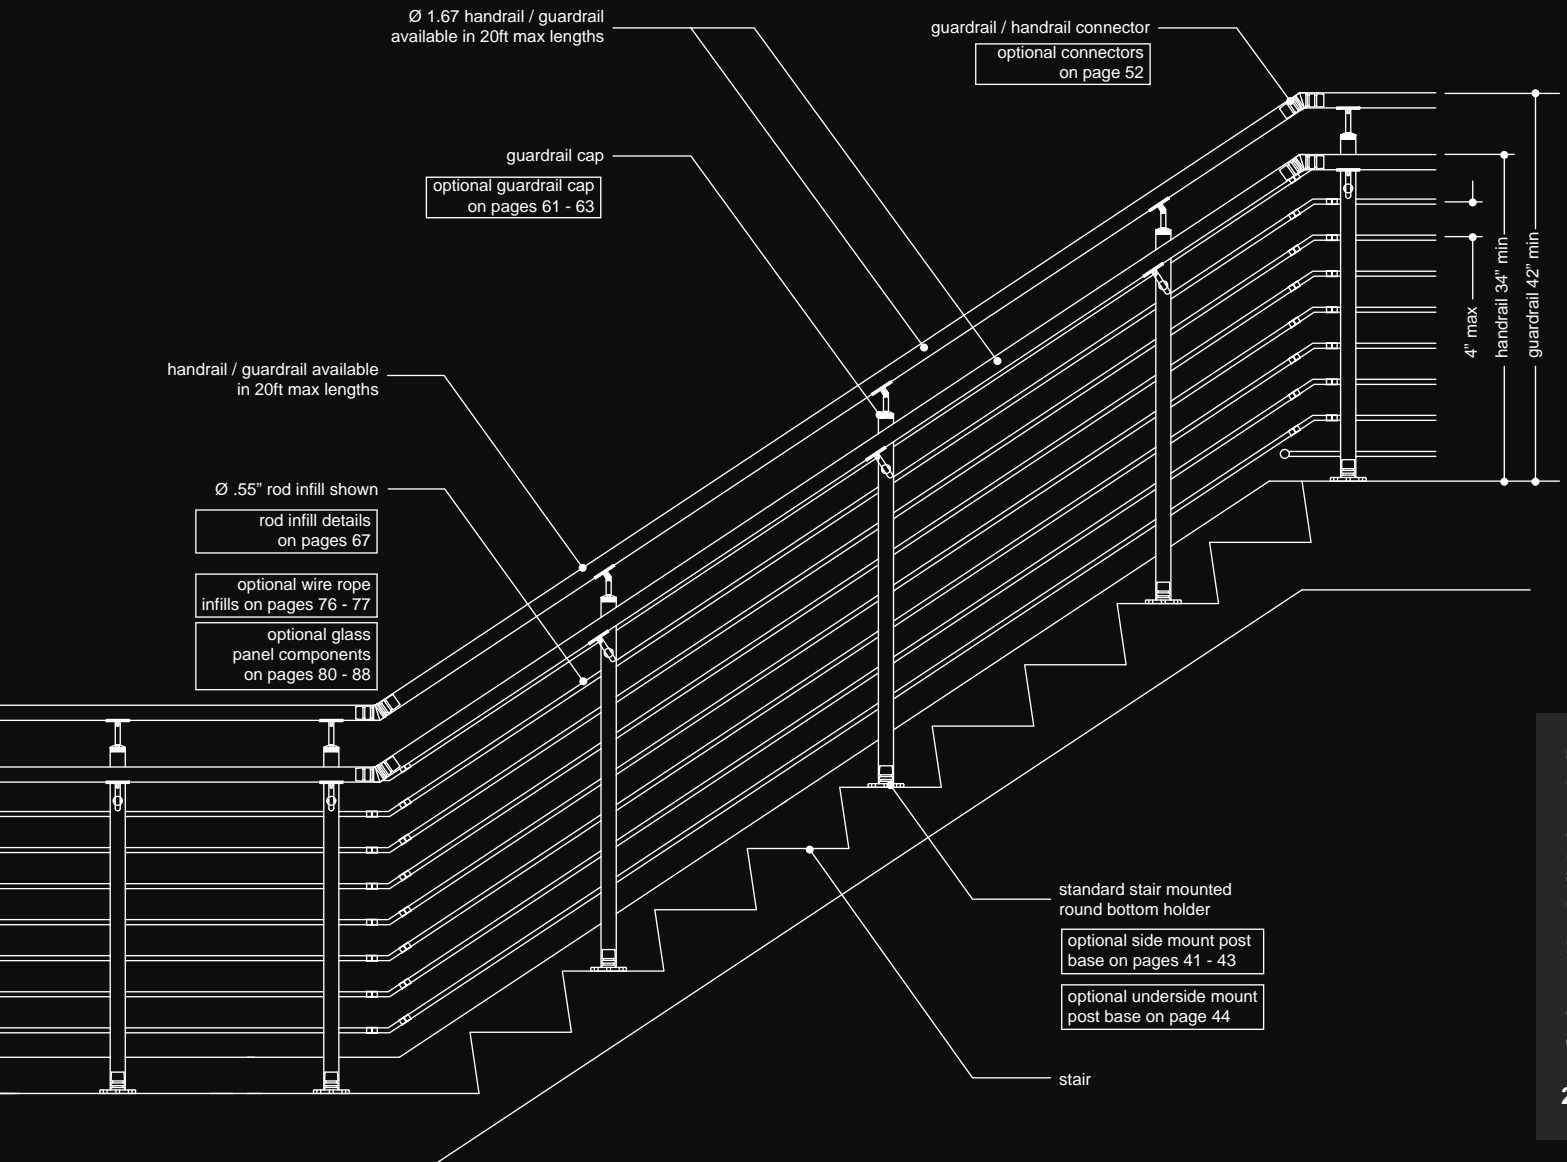 Ø 1.67 handrail / guardrail
available in 20ft max lengths
guardrail / handrail connector
optional connectors
on page 52
guardrail cap
optional guardrail cap
on pages 61 - 63
4” max
handrail 34” min
guardrail 42” min
handrail / guardrail available
in 20ft max lengths
Ø .55” rod infill shown
rod infill details
on pages 67
optional wire rope
infills on pages 76 - 77
optional glass
panel components
on pages 80 - 88
standard stair mounted
round bottom holder
optional side mount post
base on pages 41 - 43
optional underside mount
post base on page 44
stair